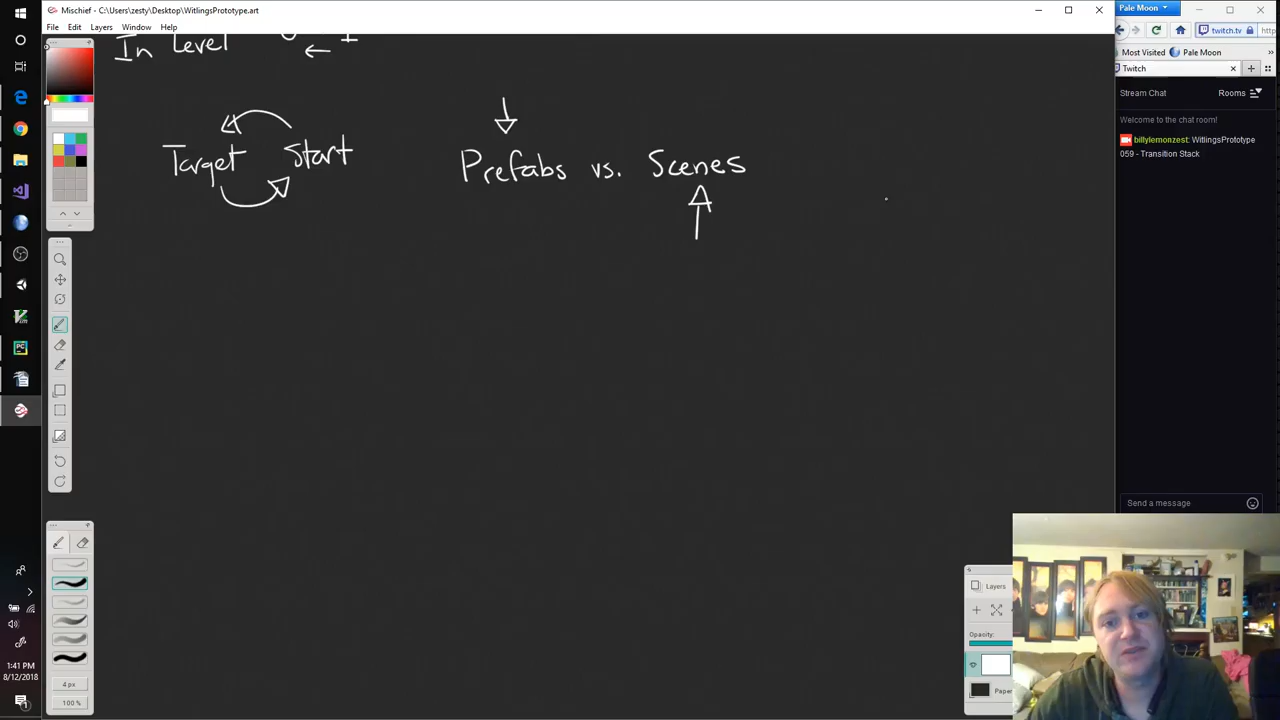 Mischief - C:\Users\zesty\Desktop\WitlingsPrototype.art
File Edit Layers Window Help
In Level
Target Start
Prefabs vs. Scenes
4 px
100 %
Layers
Opacity:
1:41 PM
8/12/2018
Pale Moon
twitch.tv
Most Visited Pale Moon
Twitch
Stream Chat Rooms
Welcome to the chat room!
billylemonzest: WitlingsPrototype
059 - Transition Stack
Send a message